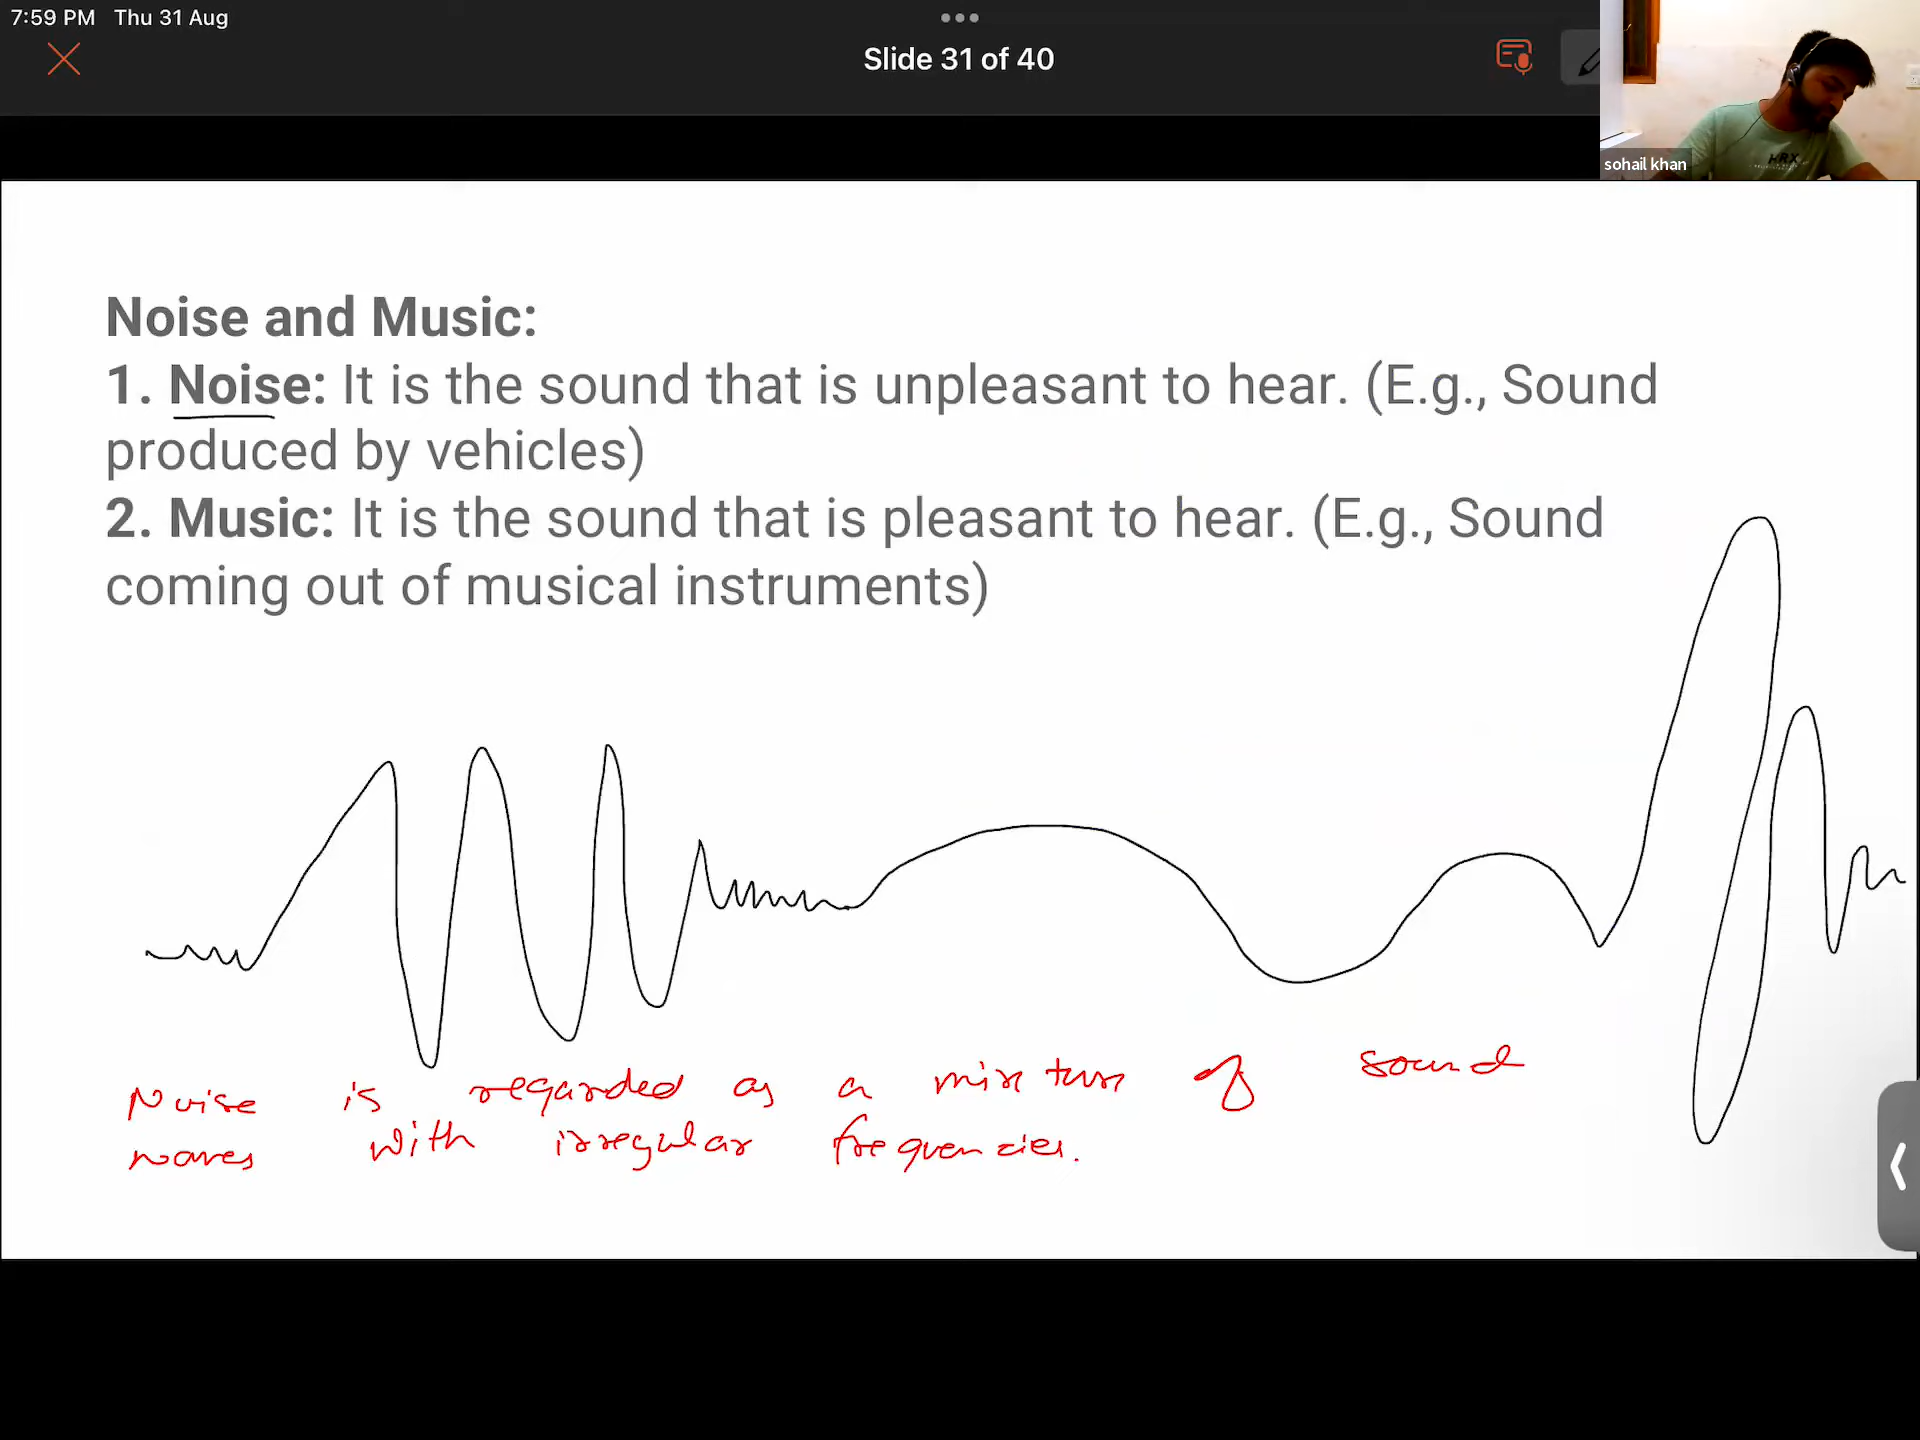 7:59 PM Thu 31 Aug
Slide 31 of 40
HRX
sohail khan
Noise and Music:
1. Noise: It is the sound that is unpleasant to hear. (E.g., Sound
produced by vehicles)
2. Music: It is the sound that is pleasant to hear. (E.g., Sound
coming out of musical instruments)
Noise is regarded as a mixture of sound
waves with irregular frequencies.